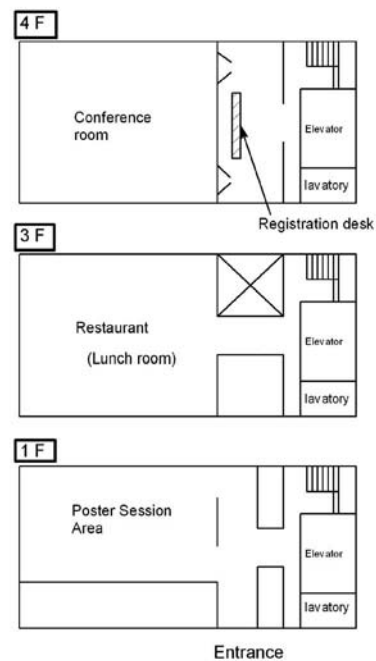 4 F
Conference
room
Elevator
lavatory
Registration desk
3 F
Restaurant
(Lunch room)
Elevator
lavatory
1 F
Poster Session
Area
Elevator
lavatory
Entrance